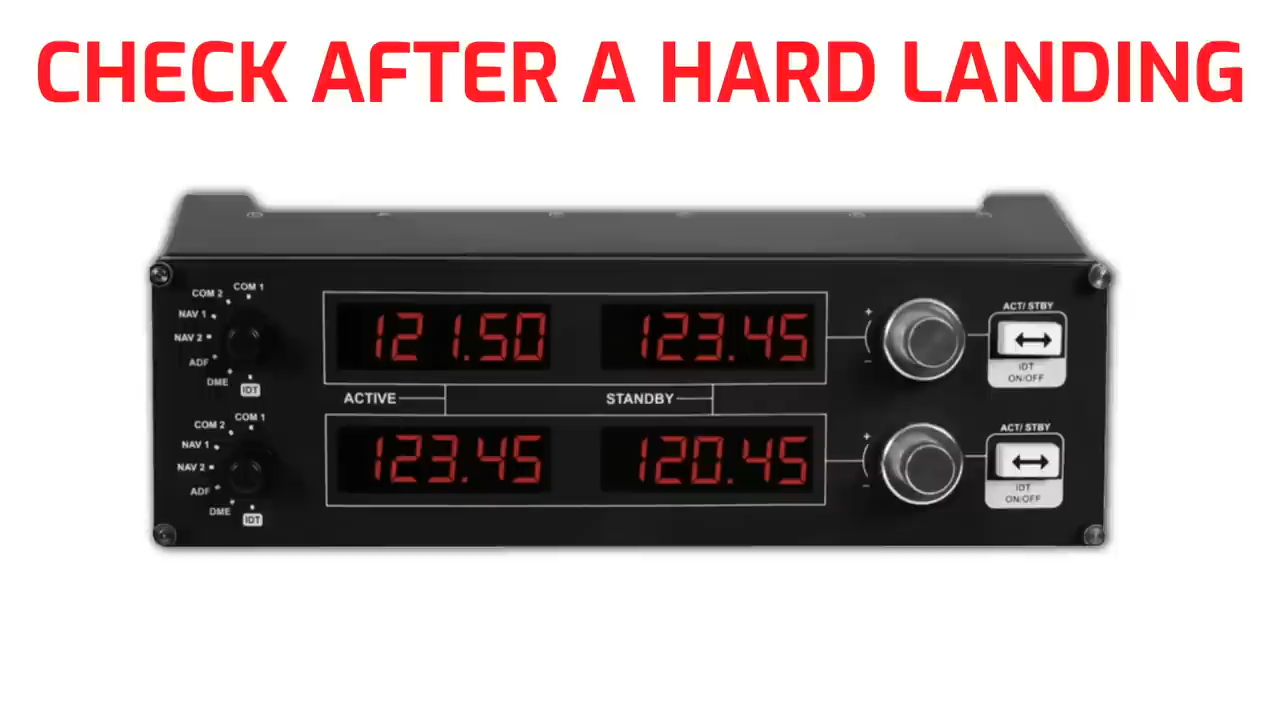 CHECK AFTER A HARD LANDING
COM 1
COM 2
NAV 1
NAV 2
ADF
DME
IDT
121.50
123.45
ACT/ STBY
IDT
ON/OFF
ACTIVE
STANDBY
COM 1
COM 2
NAV 1
NAV 2
ADF
DME
IDT
123.45
120.45
ACT/ STBY
IDT
ON/OFF